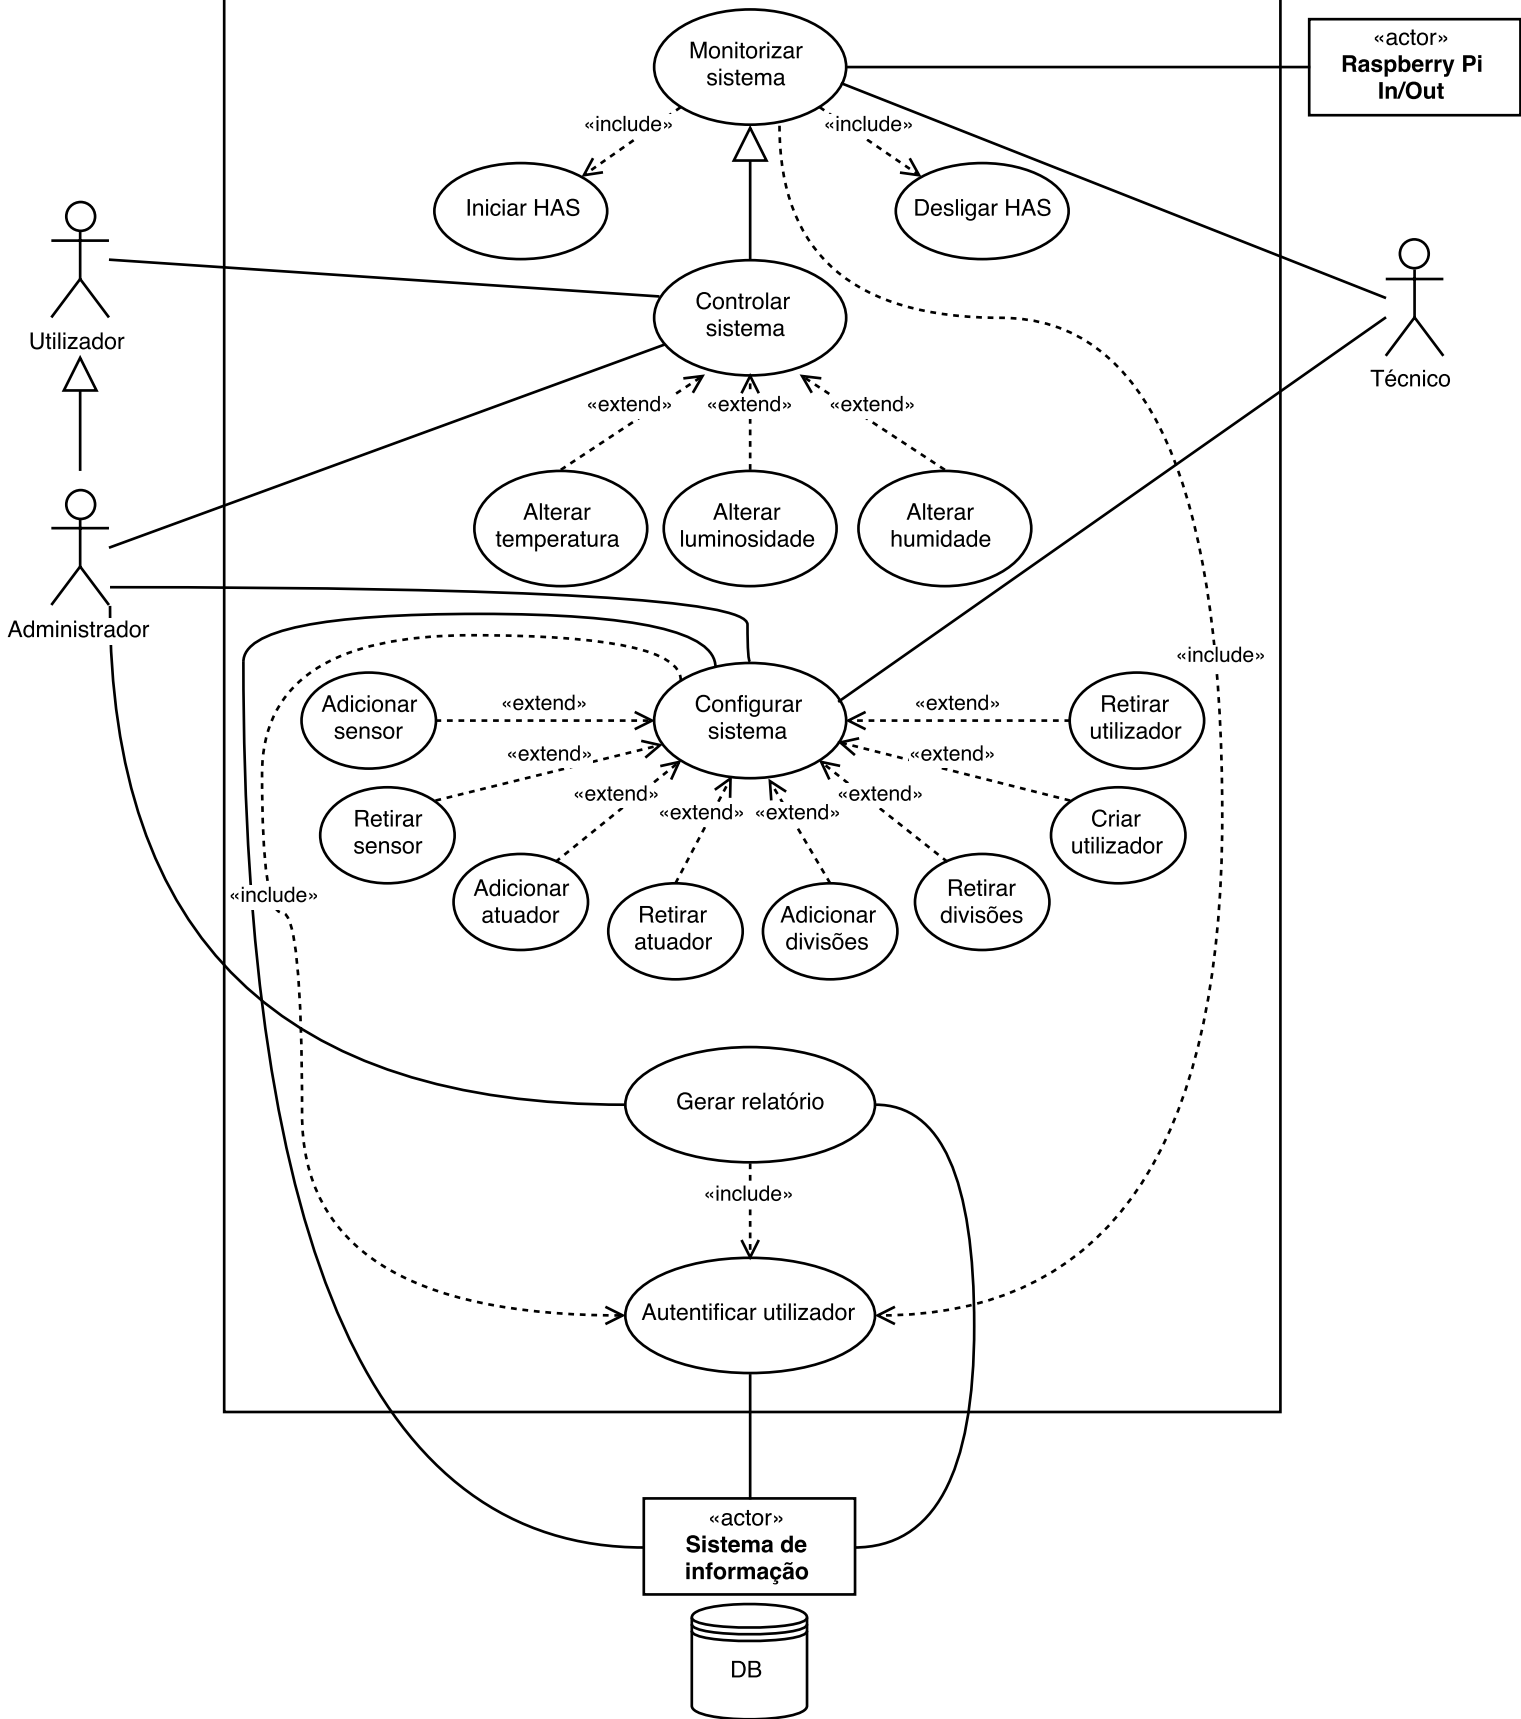 Monitorizar
sistema
«actor»
Raspberry Pi
In/Out
«include»
«include»
Iniciar HAS
Desligar HAS
Utilizador
Controlar
sistema
Técnico
«extend»
«extend»
«extend»
Alterar
temperatura
Alterar
luminosidade
Alterar
humidade
Administrador
«include»
Adicionar
sensor
«extend»
Configurar
sistema
«extend»
Retirar
utilizador
«extend»
«extend»
Retirar
sensor
«extend»
«extend»
«extend»
«extend»
Criar
utilizador
«include»
Adicionar
atuador
Retirar
atuador
Adicionar
divisões
Retirar
divisões
Gerar relatório
«include»
Autentificar utilizador
«actor»
Sistema de
informação
DB